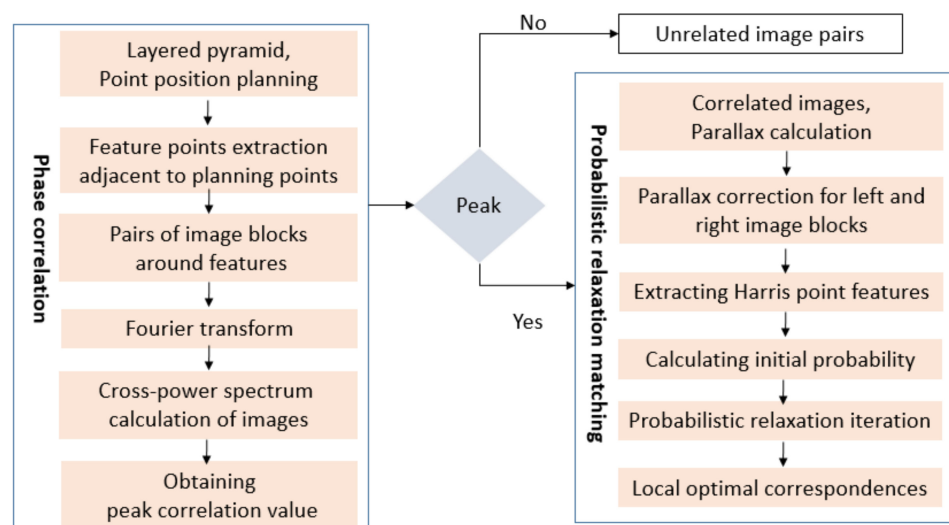 Phase correlation
Layered pyramid,
Point position planning
Feature points extraction
adjacent to planning points
Pairs of image blocks
around features
Fourier transform
Cross-power spectrum
calculation of images
Obtaining
peak correlation value
Peak
No
Unrelated image pairs
Yes
Probabilistic relaxation matching
Correlated images,
Parallax calculation
Parallax correction for left and
right image blocks
Extracting Harris point features
Calculating initial probability
Probabilistic relaxation iteration
Local optimal correspondences